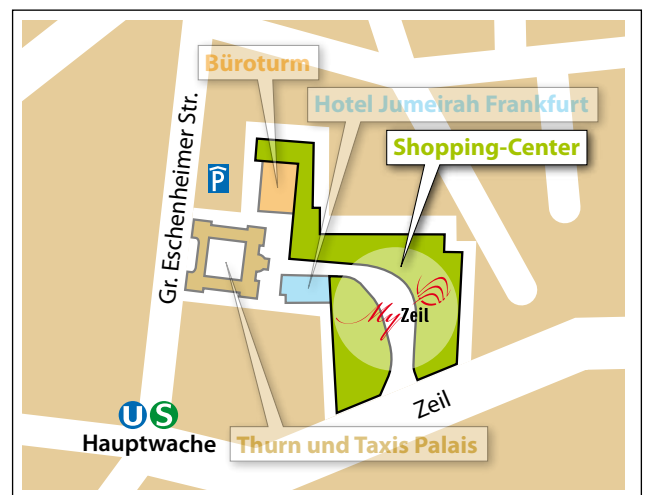 Büroturm
Hotel Jumeirah Frankfurt
Shopping-Center
Gr. Eschenheimer Str.
P
MyZeil
Zeil
U S
Hauptwache
Thurn und Taxis Palais